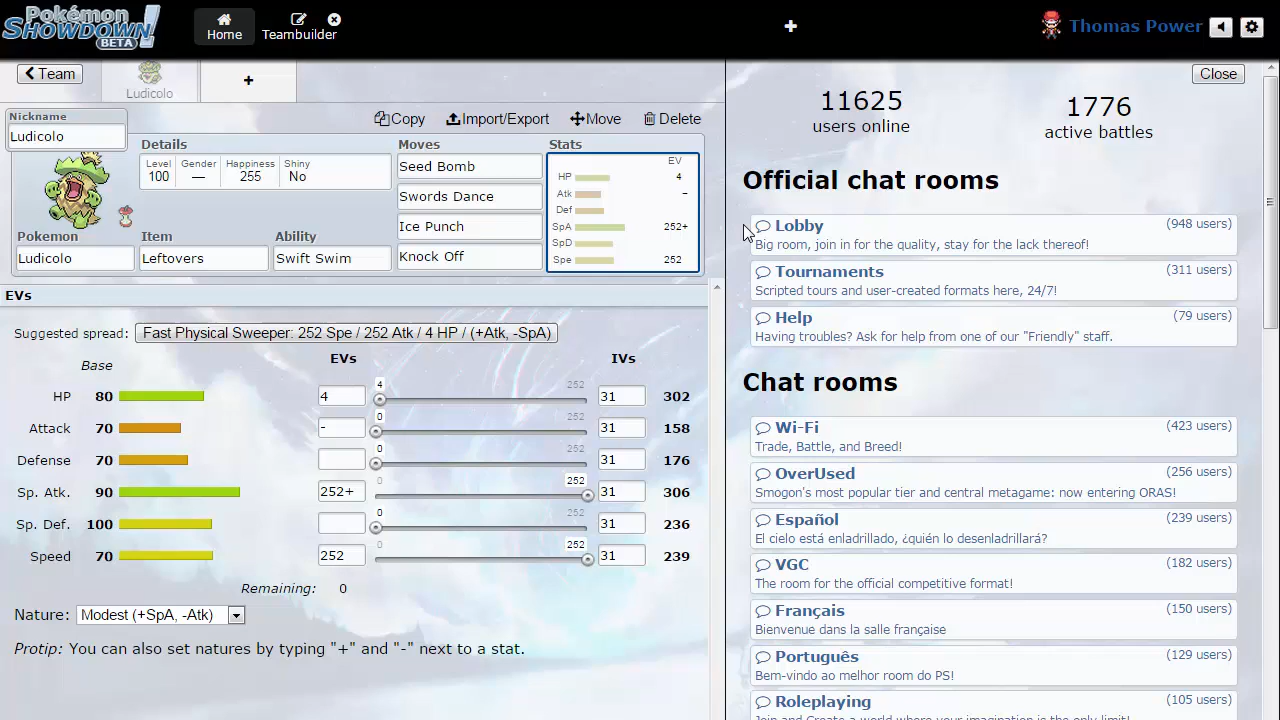 Pokémon
SHOWDOWN!
BETA
Home
Teambuilder
Thomas Power
Team
Ludicolo
+
Close
Nickname
Ludicolo
Copy
Import/Export
Move
Delete
Details
Level
100
Gender
—
Happiness
255
Shiny
No
Pokemon
Ludicolo
Item
Leftovers
Ability
Swift Swim
Moves
Seed Bomb
Swords Dance
Ice Punch
Knock Off
Stats
EV
HP 4
Atk -
Def
SpA 252+
SpD
Spe 252
EVs
Suggested spread: Fast Physical Sweeper: 252 Spe / 252 Atk / 4 HP / (+Atk, -SpA)
Base EVs IVs
4 252
HP 80 4 31 302
0 252
Attack 70 - 31 158
0 252
Defense 70 31 176
0 252
Sp. Atk. 90 252+ 31 306
0 252
Sp. Def. 100 31 236
0 252
Speed 70 252 31 239
Remaining: 0
Nature: Modest (+SpA, -Atk)
Protip: You can also set natures by typing "+" and "-" next to a stat.
11625
users online
1776
active battles
Official chat rooms
Lobby (948 users)
Big room, join in for the quality, stay for the lack thereof!
Tournaments (311 users)
Scripted tours and user-created formats here, 24/7!
Help (79 users)
Having troubles? Ask for help from one of our "Friendly" staff.
Chat rooms
Wi-Fi (423 users)
Trade, Battle, and Breed!
OverUsed (256 users)
Smogon's most popular tier and central metagame: now entering ORAS!
Español (239 users)
El cielo está enladrillado, ¿quién lo desenladrillará?
VGC (182 users)
The room for the official competitive format!
Français (150 users)
Bienvenue dans la salle française
Português (129 users)
Bem-vindo ao melhor room do PS!
Roleplaying (105 users)
Join and Create a world where your imagination is the only limit!